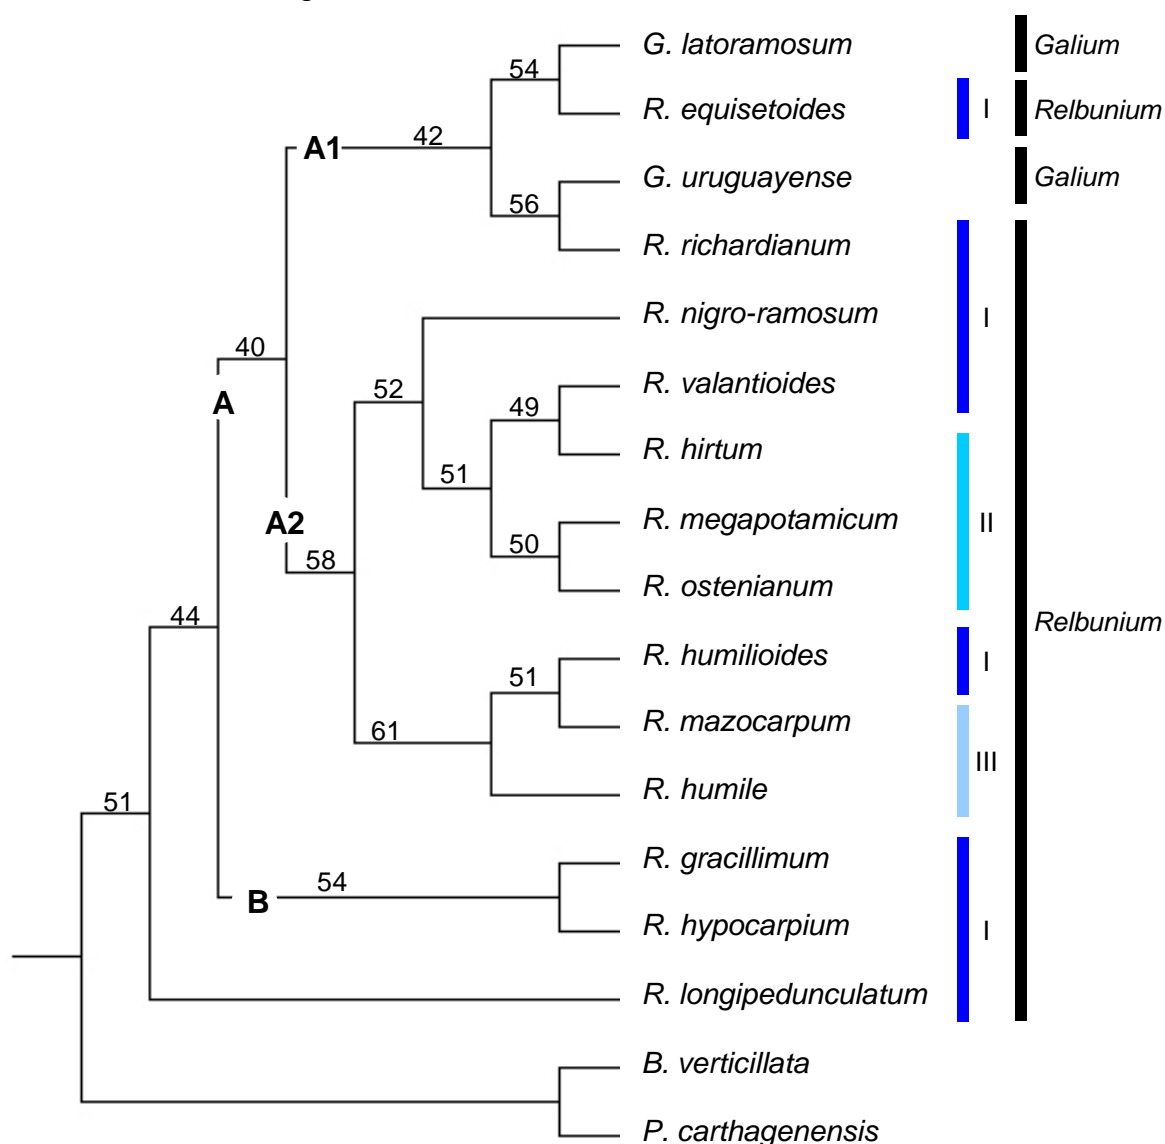 G. latoramosum
Galium
54
R. equisetoides
I
Relbunium
A1
42
G. uruguayense
Galium
56
R. richardianum
R. nigro-ramosum
I
40
52
R. valantioides
A
49
R. hirtum
51
A2
R. megapotamicum
II
50
58
R. ostenianum
44
Relbunium
R. humilioides
I
51
R. mazocarpum
61
III
R. humile
51
R. gracillimum
54
B
R. hypocarpium
I
R. longipedunculatum
B. verticillata
P. carthagenensis